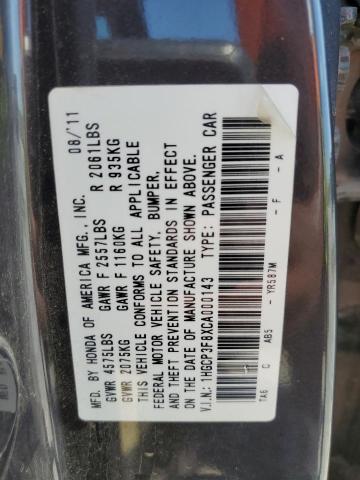 MFD. BY HONDA OF AMERICA MFG., INC. 08/'11
GVWR 4575LBS GAWR F 2557LBS R 2061LBS
GVWR 2075KG GAWR F 1160KG R 935KG
THIS VEHICLE CONFORMS TO ALL APPLICABLE
FEDERAL MOTOR VEHICLE SAFETY, BUMPER,
AND THEFT PREVENTION STANDARDS IN EFFECT
ON THE DATE OF MANUFACTURE SHOWN ABOVE.
V.I.N.: 1HGCP3F8XCA000143 TYPE: PASSENGER CAR
TA6 C AB5 - YR587M F - A